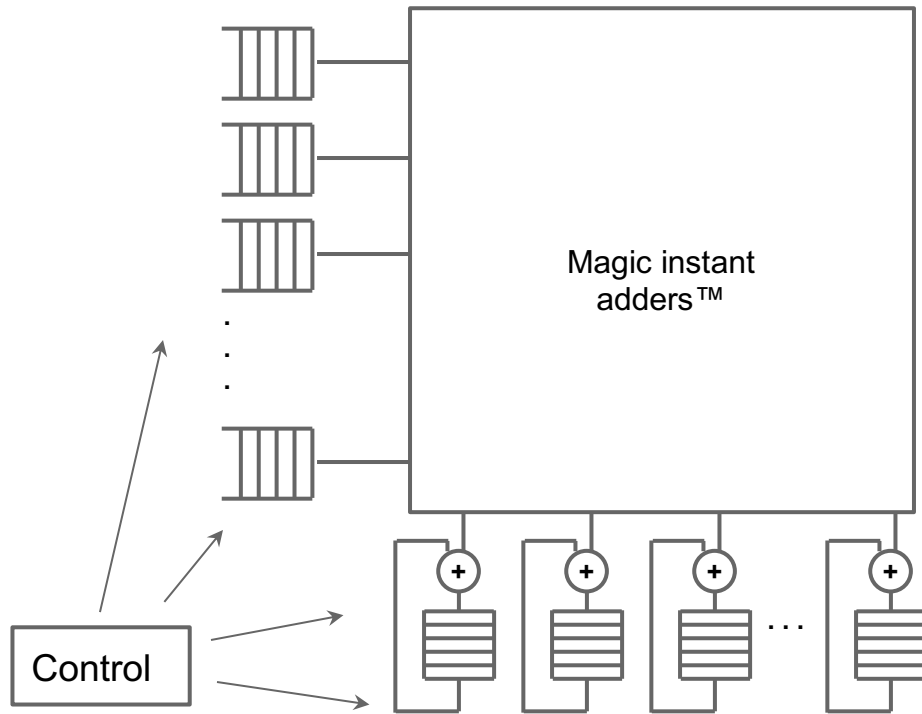 Magic instant
adders™
+ + + +
. . .
Control